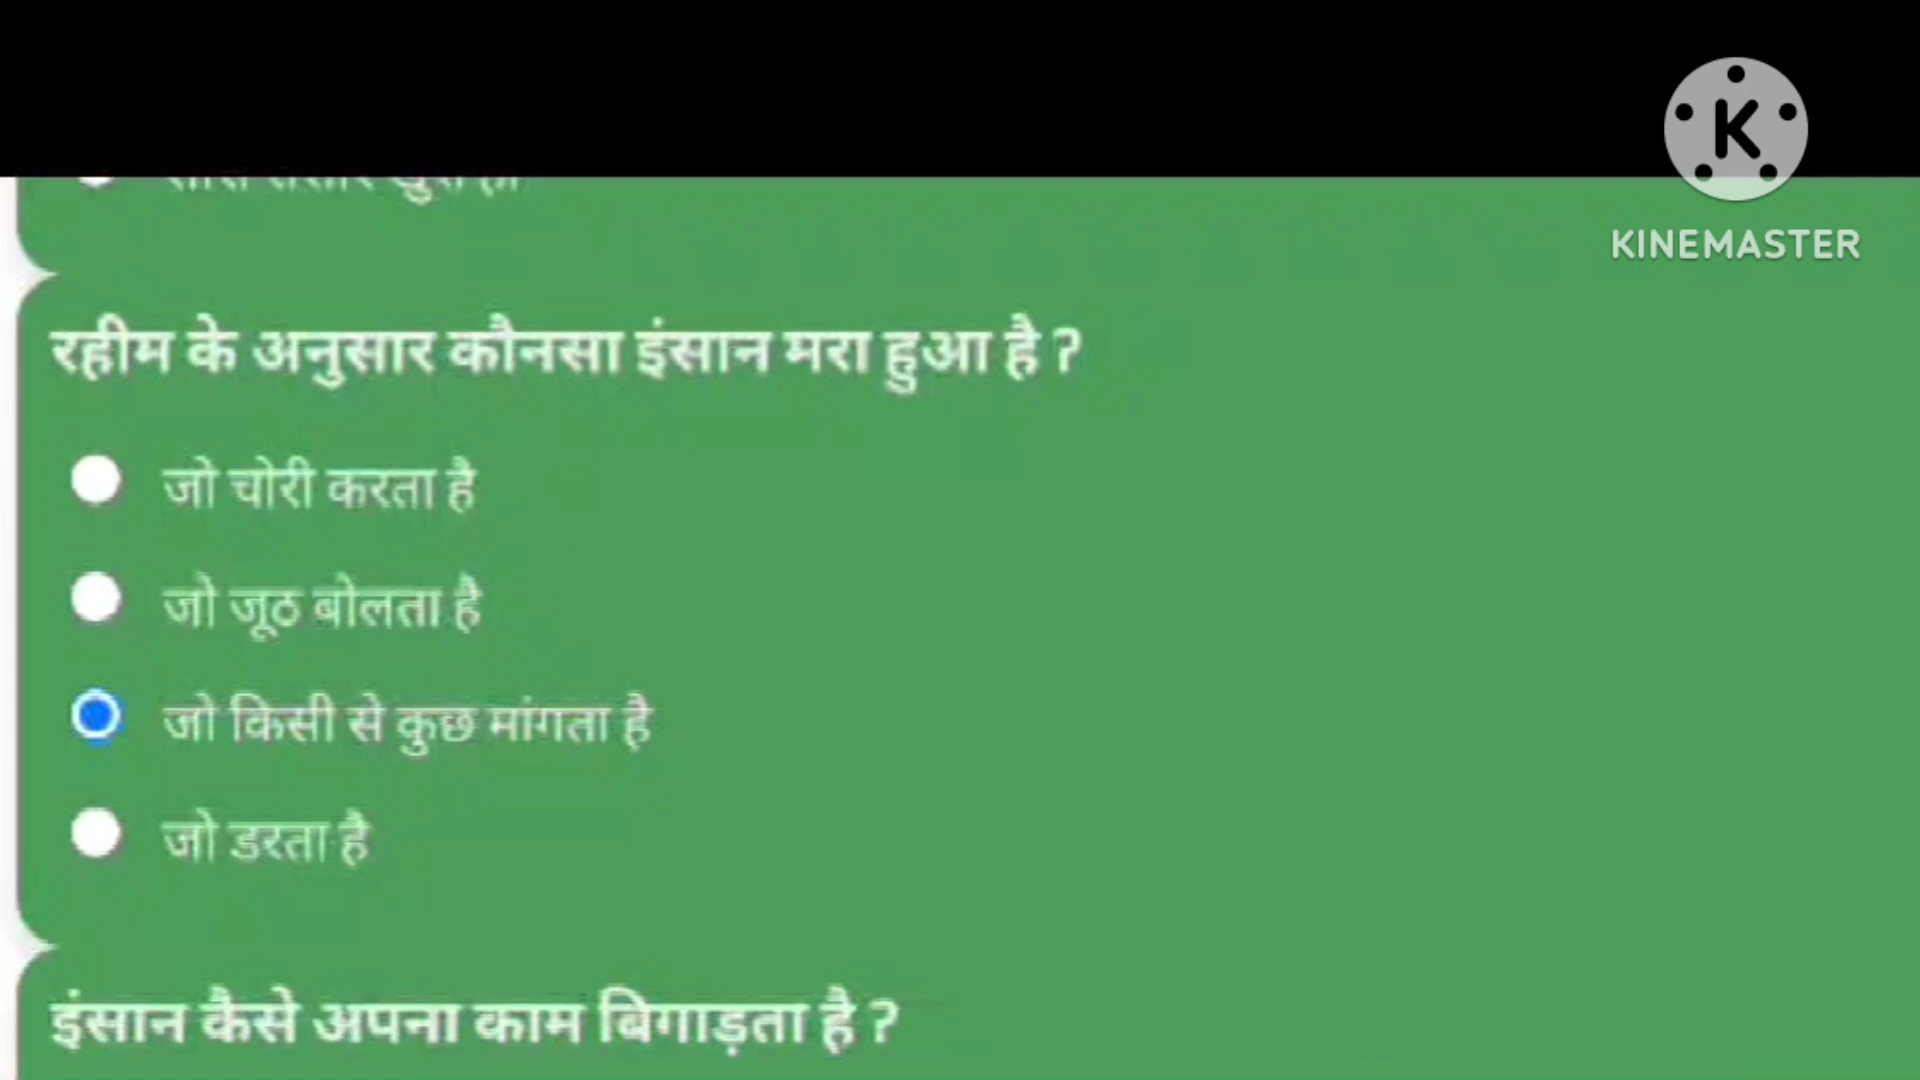 K
KINEMASTER
रहीम के अनुसार कौनसा इंसान मरा हुआ है ?
जो चोरी करता है
जो जूठ बोलता है
जो किसी से कुछ मांगता है
जो डरता है
इंसान कैसे अपना काम बिगाड़ता है ?